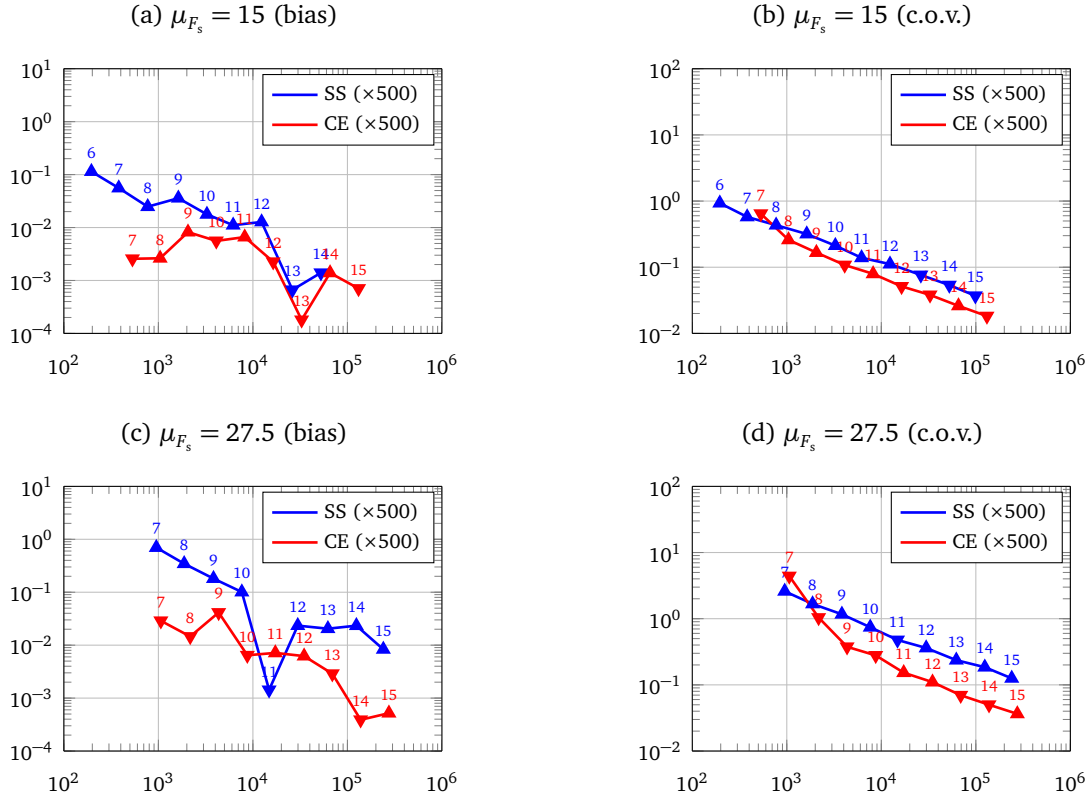 (a) μ_{F_s} = 15 (bias)
10^1
10^0
10^{−1}
10^{−2}
10^{−3}
10^{−4}
10^2 10^3 10^4 10^5 10^6
SS (×500)
CE (×500)
6 7 8 9 10 11 12 13 14
7 8 9 10 11 12 13 14 15
(b) μ_{F_s} = 15 (c.o.v.)
10^2
10^1
10^0
10^{−1}
10^{−2}
10^2 10^3 10^4 10^5 10^6
SS (×500)
CE (×500)
6 7 8 9 10 11 12 13 14 15
7 8 9 10 11 12 13 14 15
(c) μ_{F_s} = 27.5 (bias)
10^1
10^0
10^{−1}
10^{−2}
10^{−3}
10^{−4}
10^2 10^3 10^4 10^5 10^6
SS (×500)
CE (×500)
7 8 9 10 11 12 13 14 15
7 8 9 10 11 12 13 14 15
(d) μ_{F_s} = 27.5 (c.o.v.)
10^2
10^1
10^0
10^{−1}
10^{−2}
10^2 10^3 10^4 10^5 10^6
SS (×500)
CE (×500)
7 8 9 10 11 12 13 14 15
7 8 9 10 11 12 13 14 15